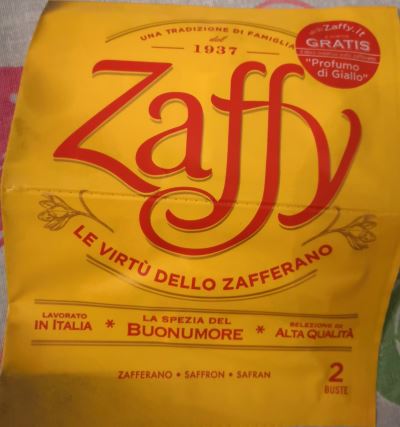 UNA TRADIZIONE DI FAMIGLIA
dal
1937
Zaffy.it
GRATIS
"Profumo
di Giallo"
Zaffy
LE VIRTÙ DELLO ZAFFERANO
LAVORATO
IN ITALIA
*
LA SPEZIA DEL
BUONUMORE
*
SELEZIONE DI
ALTA QUALITÀ
ZAFFERANO • SAFFRON • SAFRAN
2
BUSTE